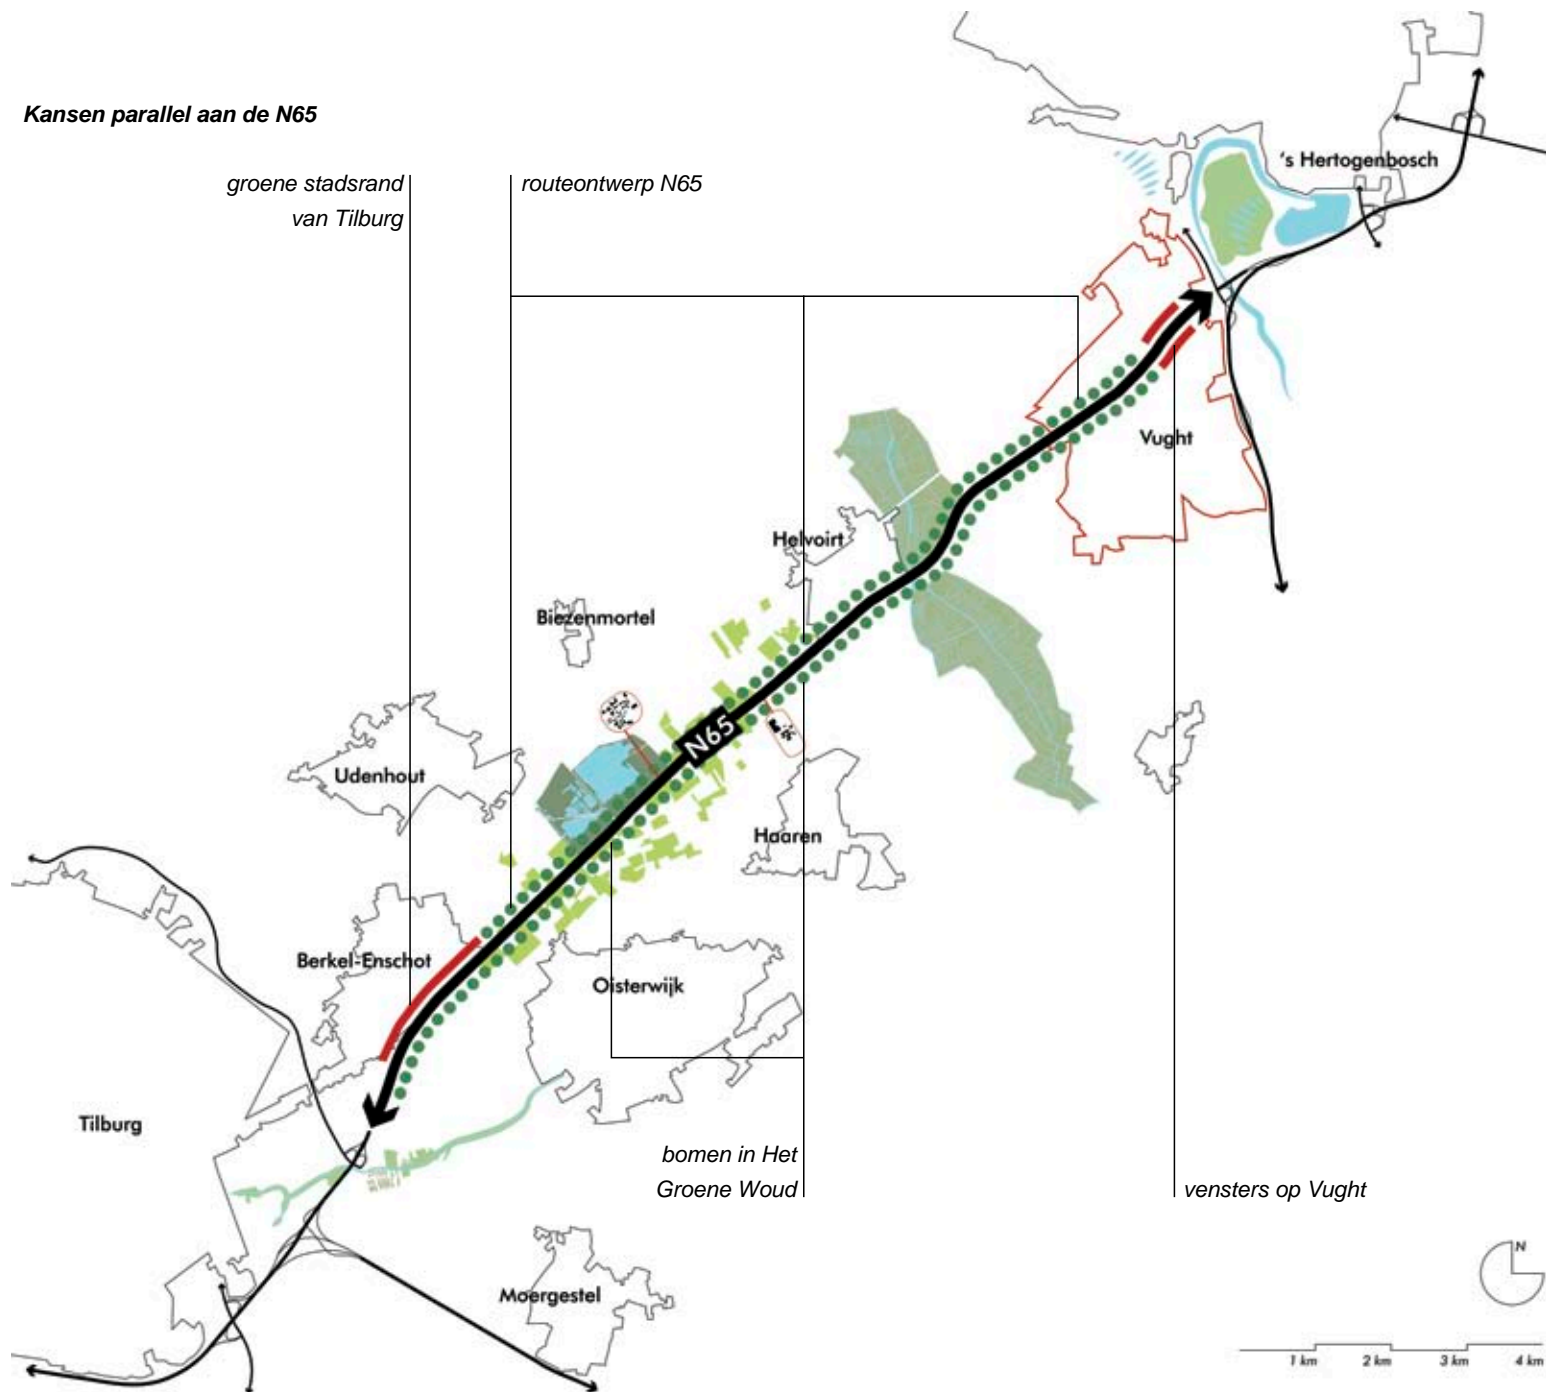 Kansen parallel aan de N65
's Hertogenbosch
groene stadsrand
van Tilburg
routeontwerp N65
Vught
Helvoirt
Biezenmortel
N65
Udenhout
Haaren
Berkel-Enschot
Oisterwijk
Tilburg
bomen in Het
Groene Woud
vensters op Vught
N
Moergestel
1 km 2 km 3 km 4 km